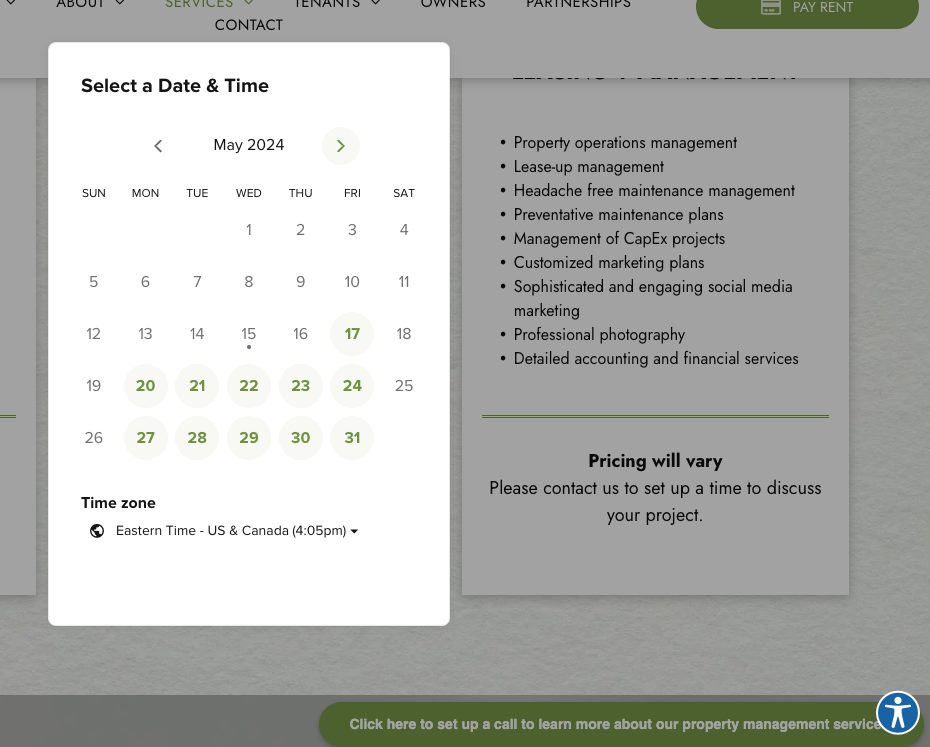 ABOUT SERVICES TENANTS OWNERS PARTNERSHIPS
CONTACT
PAY RENT
Select a Date & Time
May 2024
SUN MON TUE WED THU FRI SAT
1 2 3 4
5 6 7 8 9 10 11
12 13 14 15 16 17 18
19 20 21 22 23 24 25
26 27 28 29 30 31
Time zone
Eastern Time - US & Canada (4:05pm)
• Property operations management
• Lease-up management
• Headache free maintenance management
• Preventative maintenance plans
• Management of CapEx projects
• Customized marketing plans
• Sophisticated and engaging social media
marketing
• Professional photography
• Detailed accounting and financial services
Pricing will vary
Please contact us to set up a time to discuss
your project.
Click here to set up a call to learn more about our property management service